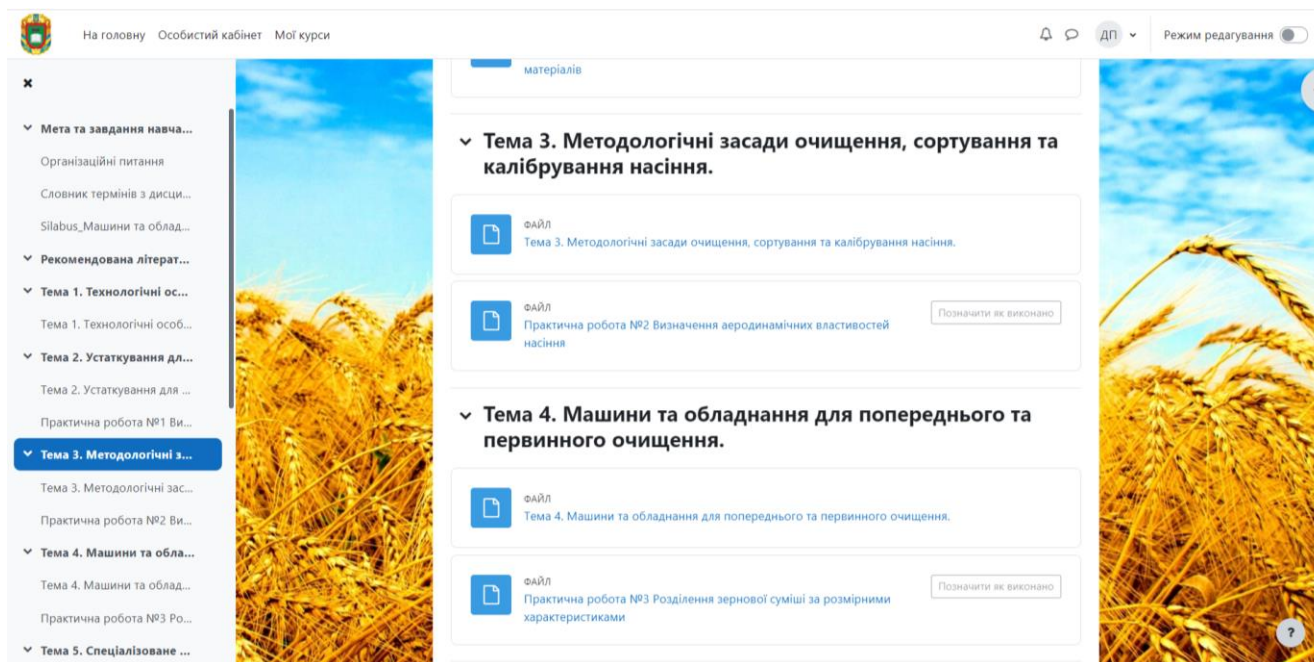 На головну Особистий кабінет Мої курси
ДП
Режим редагування
Мета та завдання навча...
Організаційні питання
Словник термінів з дисци...
Silabus_Машини та облад...
Рекомендована літерат...
Тема 1. Технологічні ос...
Тема 1. Технологічні особ...
Тема 2. Устаткування дл...
Тема 2. Устаткування для ...
Практична робота №1 Ви...
Тема 3. Методологічні з...
Тема 3. Методологічні зас...
Практична робота №2 Ви...
Тема 4. Машини та обла...
Тема 4. Машини та облад...
Практична робота №3 Ро...
Тема 5. Спеціалізоване ...
матеріалів
Тема 3. Методологічні засади очищення, сортування та
калібрування насіння.
ФАЙЛ
Тема 3. Методологічні засади очищення, сортування та калібрування насіння.
ФАЙЛ
Практична робота №2 Визначення аеродинамічних властивостей
насіння
Позначити як виконано
Тема 4. Машини та обладнання для попереднього та
первинного очищення.
ФАЙЛ
Тема 4. Машини та обладнання для попереднього та первинного очищення.
ФАЙЛ
Практична робота №3 Розділення зернової суміші за розмірними
характеристиками
Позначити як виконано
?